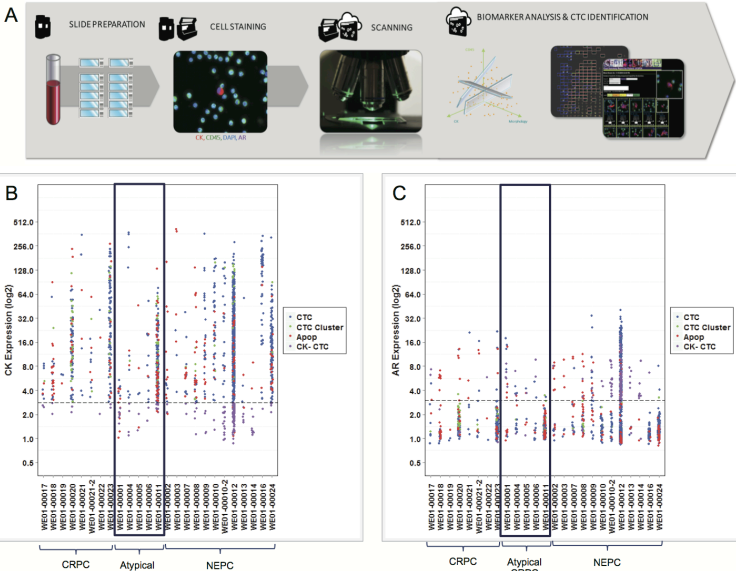 A
SLIDE PREPARATION
CELL STAINING
SCANNING
BIOMARKER ANALYSIS & CTC IDENTIFICATION
CK, CD45, DAPI, AR
B
CK Expression (log2)
512.0
256.0
128.0
64.0
32.0
16.0
8.0
4.0
2.0
1.0
0.5
CTC
CTC Cluster
Apop
CK- CTC
WE01-00017
WE01-00018
WE01-00019
WE01-00020
WE01-00021
WE01-00021-2
WE01-00022
WE01-00023
WE01-00001
WE01-00004
WE01-00005
WE01-00006
WE01-00011
WE01-00002
WE01-00003
WE01-00007
WE01-00008
WE01-00009
WE01-00010
WE01-00010-2
WE01-00012
WE01-00013
WE01-00014
WE01-00016
WE01-00024
CRPC
Atypical
NEPC
C
AR Expression (log2)
512.0
256.0
128.0
64.0
32.0
16.0
8.0
4.0
2.0
1.0
0.5
CTC
CTC Cluster
Apop
CK- CTC
WE01-00017
WE01-00018
WE01-00019
WE01-00020
WE01-00021
WE01-00021-2
WE01-00022
WE01-00023
WE01-00001
WE01-00004
WE01-00005
WE01-00006
WE01-00011
WE01-00002
WE01-00003
WE01-00007
WE01-00008
WE01-00009
WE01-00010
WE01-00010-2
WE01-00012
WE01-00013
WE01-00014
WE01-00016
WE01-00024
CRPC
Atypical
CRPC
NEPC